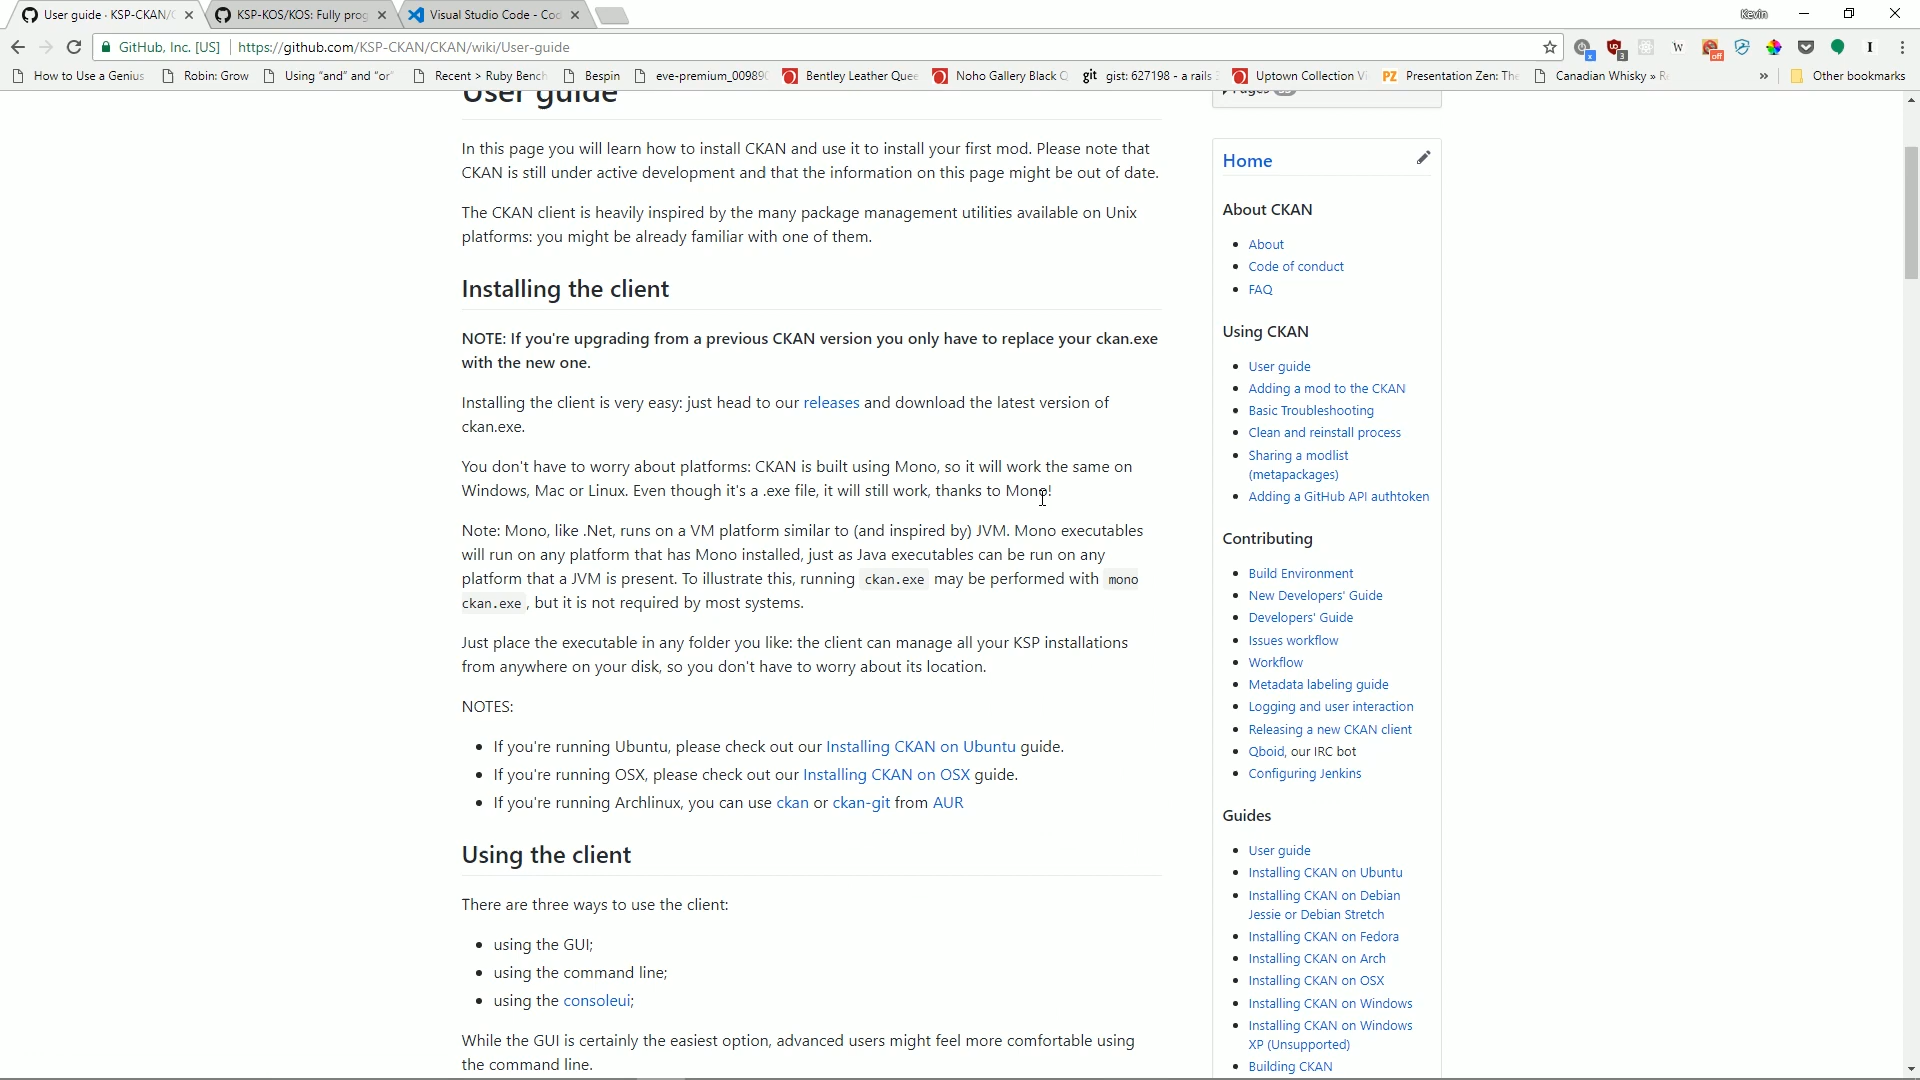 User guide · KSP-CKAN/C
KSP-KOS/KOS: Fully prog
Visual Studio Code - Co
Kevin
GitHub, Inc. [US]
https://github.com/KSP-CKAN/CKAN/wiki/User-guide
How to Use a Genius
Robin: Grow
Using "and" and "or"
Recent > Ruby Bench
Bespin
eve-premium_009890
Bentley Leather Quee
Noho Gallery Black Q
git gist: 627198 - a rails
Uptown Collection Vi
PZ Presentation Zen: The
Canadian Whisky » Re
»
Other bookmarks
User guide
In this page you will learn how to install CKAN and use it to install your first mod. Please note that
CKAN is still under active development and that the information on this page might be out of date.
The CKAN client is heavily inspired by the many package management utilities available on Unix
platforms: you might be already familiar with one of them.
Installing the client
NOTE: If you're upgrading from a previous CKAN version you only have to replace your ckan.exe
with the new one.
Installing the client is very easy: just head to our releases and download the latest version of
ckan.exe.
You don't have to worry about platforms: CKAN is built using Mono, so it will work the same on
Windows, Mac or Linux. Even though it's a .exe file, it will still work, thanks to Mono!
Note: Mono, like .Net, runs on a VM platform similar to (and inspired by) JVM. Mono executables
will run on any platform that has Mono installed, just as Java executables can be run on any
platform that a JVM is present. To illustrate this, running ckan.exe may be performed with mono
ckan.exe , but it is not required by most systems.
Just place the executable in any folder you like: the client can manage all your KSP installations
from anywhere on your disk, so you don't have to worry about its location.
NOTES:
• If you're running Ubuntu, please check out our Installing CKAN on Ubuntu guide.
• If you're running OSX, please check out our Installing CKAN on OSX guide.
• If you're running Archlinux, you can use ckan or ckan-git from AUR
Using the client
There are three ways to use the client:
• using the GUI;
• using the command line;
• using the consoleui;
While the GUI is certainly the easiest option, advanced users might feel more comfortable using
the command line.
Pages
Home
About CKAN
• About
• Code of conduct
• FAQ
Using CKAN
• User guide
• Adding a mod to the CKAN
• Basic Troubleshooting
• Clean and reinstall process
• Sharing a modlist
(metapackages)
• Adding a GitHub API authtoken
Contributing
• Build Environment
• New Developers' Guide
• Developers' Guide
• Issues workflow
• Workflow
• Metadata labeling guide
• Logging and user interaction
• Releasing a new CKAN client
• Qboid, our IRC bot
• Configuring Jenkins
Guides
• User guide
• Installing CKAN on Ubuntu
• Installing CKAN on Debian
Jessie or Debian Stretch
• Installing CKAN on Fedora
• Installing CKAN on Arch
• Installing CKAN on OSX
• Installing CKAN on Windows
• Installing CKAN on Windows
XP (Unsupported)
• Building CKAN